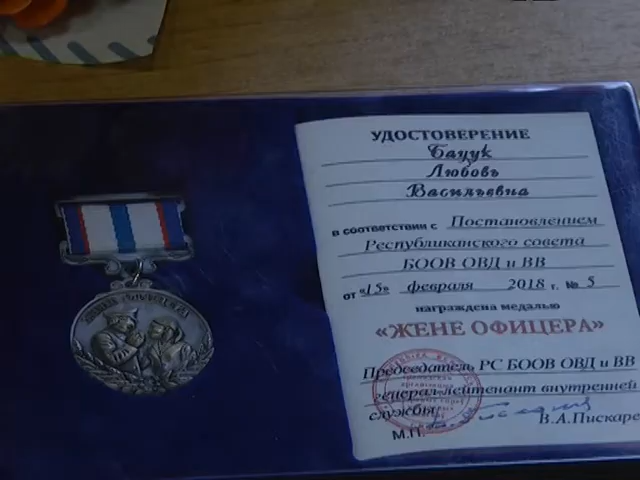 УДОСТОВЕРЕНИЕ
Бацук
Любовь
Васильевна
в соответствии с Постановлением
Республиканского совета
БООВ ОВД и ВВ
от «15» февраля 2018 г. № 5
награждена медалью
«ЖЕНЕ ОФИЦЕРА»
Председатель РС БООВ ОВД и ВВ
генерал-лейтенант внутренней
службы
В.А.Пискаре
М.П.